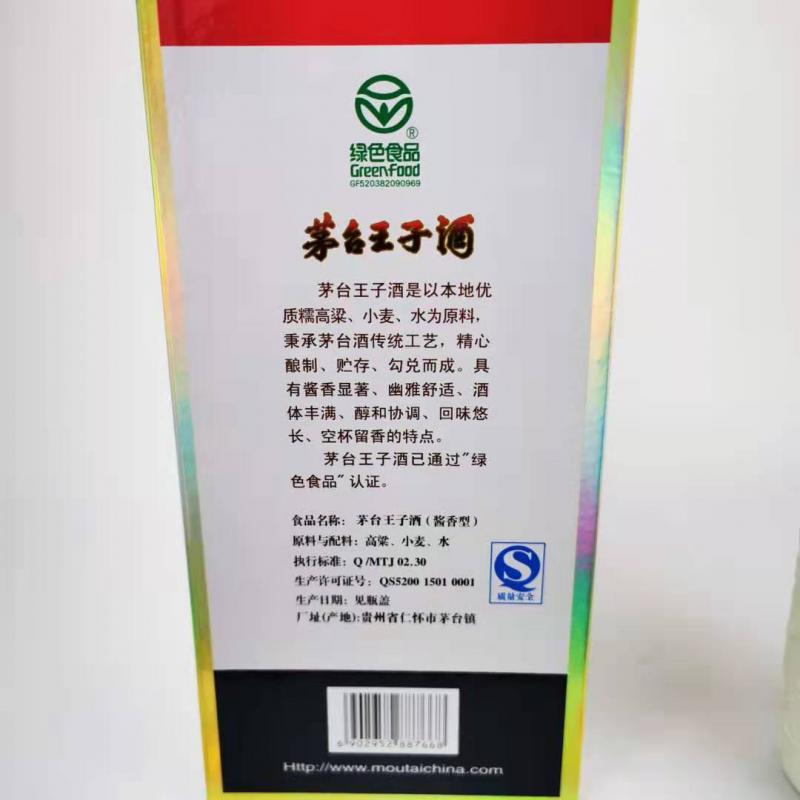 ®
绿色食品
GreenFood
GF520382090969
茅台王子酒
茅台王子酒是以本地优
质糯高粱、小麦、水为原料，
秉承茅台酒传统工艺，精心
酿制、贮存、勾兑而成。具
有酱香显著、幽雅舒适、酒
体丰满、醇和协调、回味悠
长、空杯留香的特点。
茅台王子酒已通过"绿
色食品"认证。
食品名称：茅台王子酒（酱香型）
原料与配料：高粱、小麦、水
执行标准：Q/MTJ 02.30
生产许可证号：QS5200 1501 0001
生产日期：见瓶盖
厂址(产地):贵州省仁怀市茅台镇
质量安全
6902952887668
Http://www.moutaichina.com